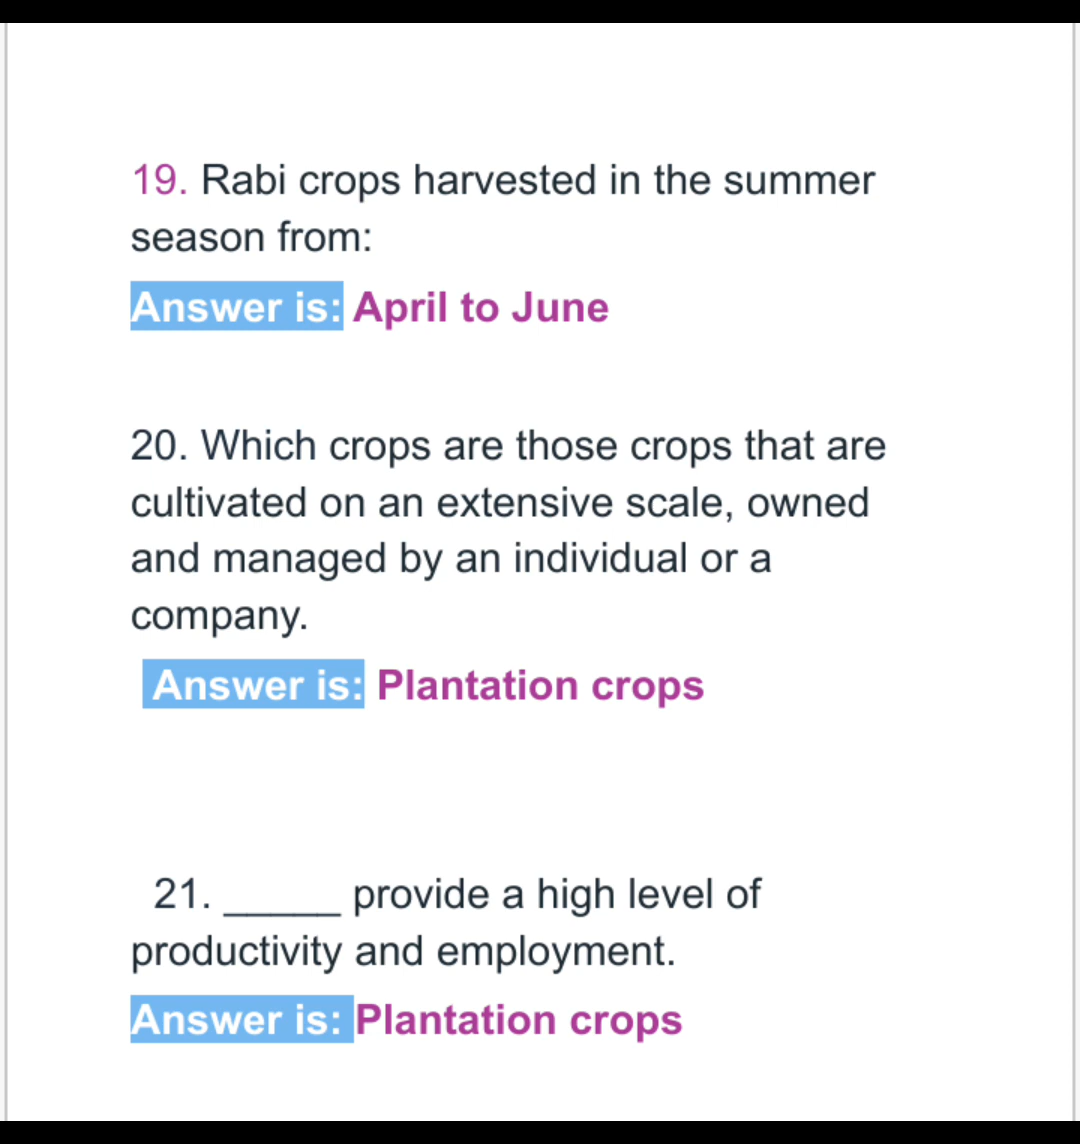 19. Rabi crops harvested in the summer
season from:
Answer is: April to June
20. Which crops are those crops that are
cultivated on an extensive scale, owned
and managed by an individual or a
company.
Answer is: Plantation crops
21. _____ provide a high level of
productivity and employment.
Answer is: Plantation crops